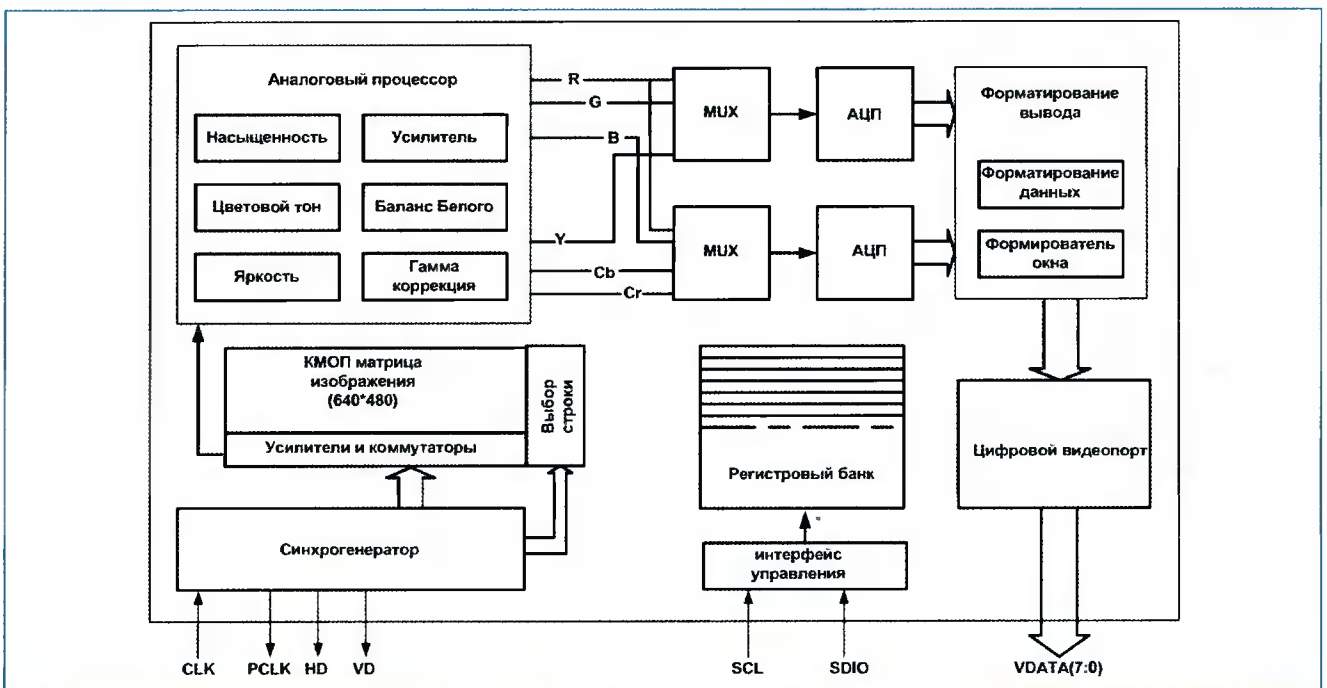 Аналоговый процессор
Насыщенность
Усилитель
Цветовой тон
Баланс Белого
Яркость
Гамма
коррекция
R
G
B
Y
Cb
Cr
MUX
АЦП
MUX
АЦП
Форматирование
вывода
Форматирование
данных
Формирователь
окна
КМОП матрица
изображения
(640*480)
Выбор
строки
Усилители и коммутаторы
Синхрогенератор
Регистровый банк
интерфейс
управления
Цифровой видеопорт
CLK
PCLK
HD
VD
SCL
SDIO
VDATA(7:0)